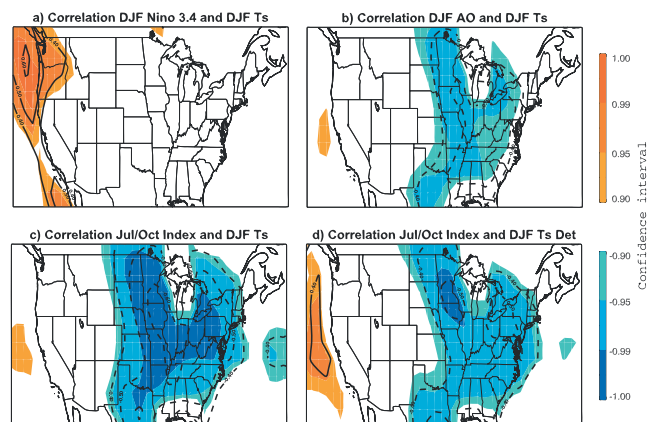 a) Correlation DJF Nino 3.4 and DJF Ts
b) Correlation DJF AO and DJF Ts
1.00
0.99
0.95
0.90
c) Correlation Jul/Oct Index and DJF Ts
d) Correlation Jul/Oct Index and DJF Ts Det
-0.90
-0.95
-0.99
-1.00
Confidence interval